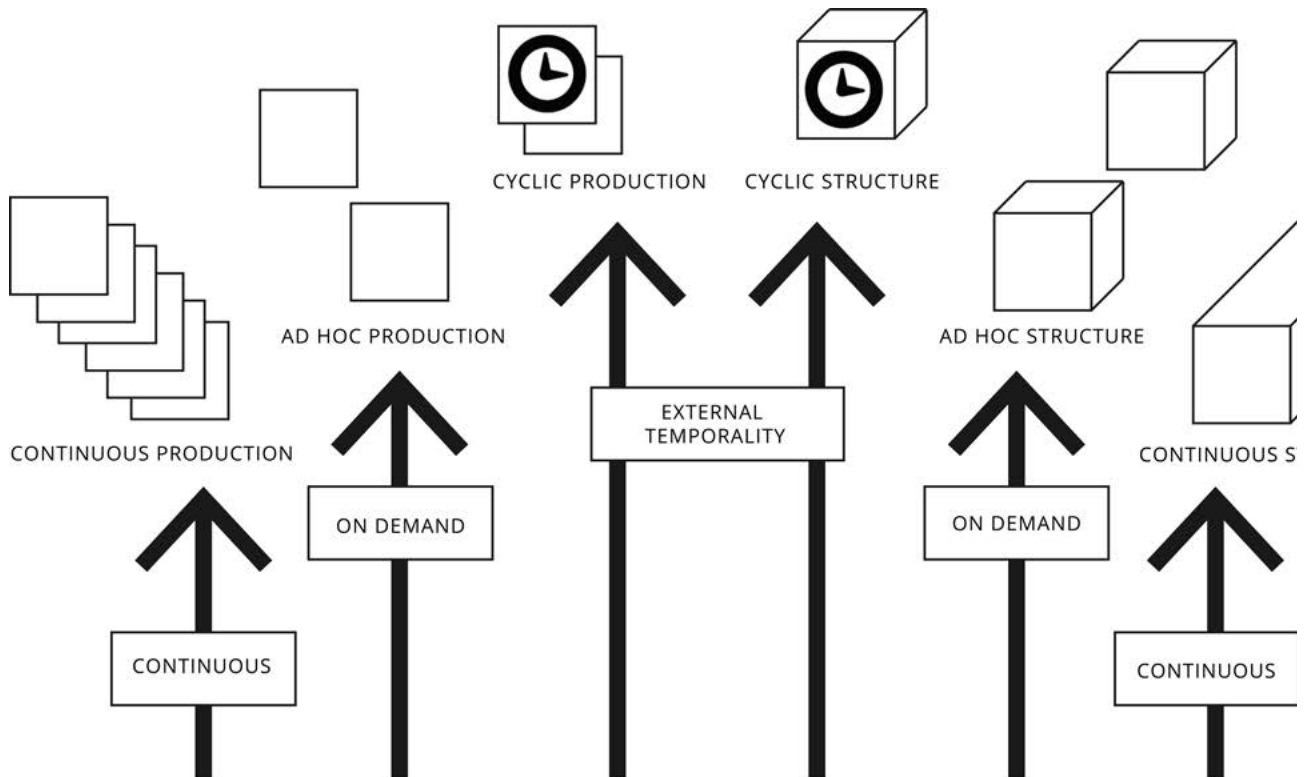 CYCLIC PRODUCTION
CYCLIC STRUCTURE
AD HOC PRODUCTION
AD HOC STRUCTURE
EXTERNAL
TEMPORALITY
CONTINUOUS PRODUCTION
CONTINUOUS
ON DEMAND
ON DEMAND
CONTINUOUS
CONTINUOUS